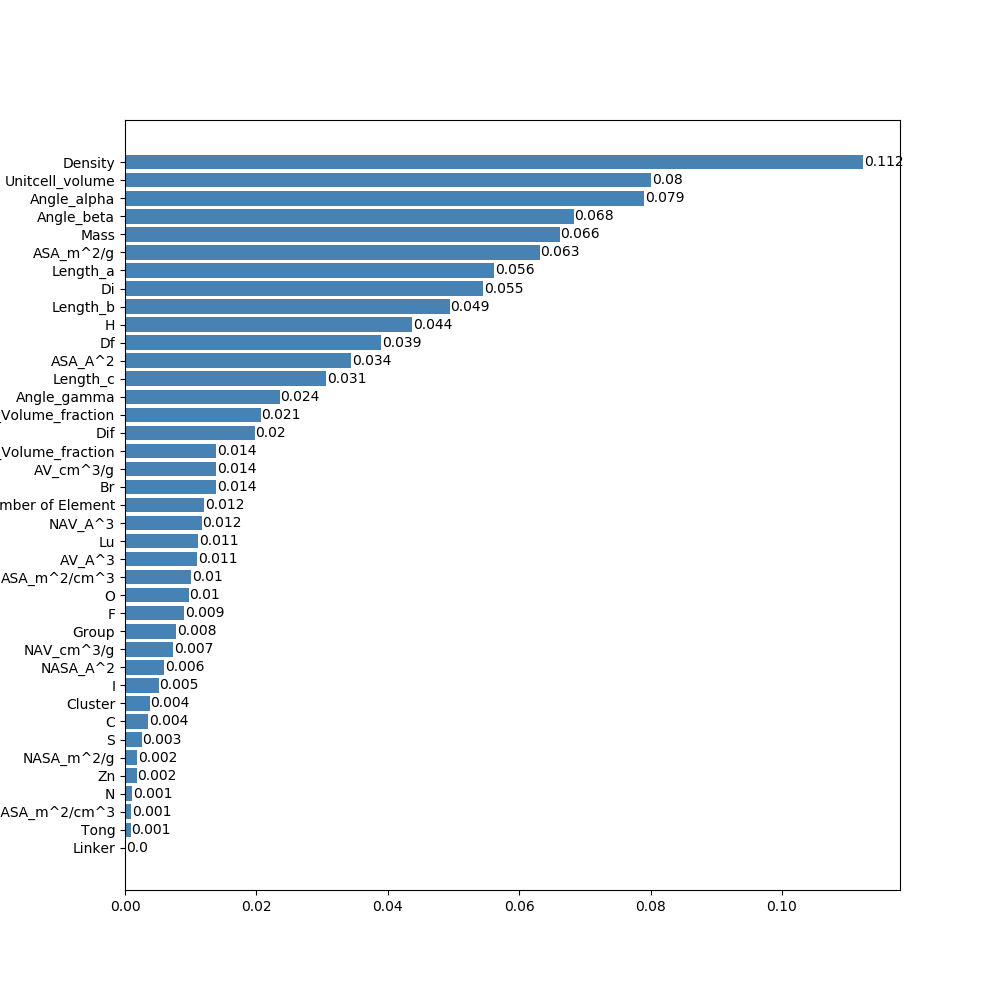 Density 0.112
Unitcell_volume 0.08
Angle_alpha 0.079
Angle_beta 0.068
Mass 0.066
ASA_m^2/g 0.063
Length_a 0.056
Di 0.055
Length_b 0.049
H 0.044
Df 0.039
ASA_A^2 0.034
Length_c 0.031
Angle_gamma 0.024
_Volume_fraction 0.021
Dif 0.02
_Volume_fraction 0.014
AV_cm^3/g 0.014
Br 0.014
mber of Element 0.012
NAV_A^3 0.012
Lu 0.011
AV_A^3 0.011
ASA_m^2/cm^3 0.01
O 0.01
F 0.009
Group 0.008
NAV_cm^3/g 0.007
NASA_A^2 0.006
I 0.005
Cluster 0.004
C 0.004
S 0.003
NASA_m^2/g 0.002
Zn 0.002
N 0.001
ASA_m^2/cm^3 0.001
Tong 0.001
Linker 0.0
0.00 0.02 0.04 0.06 0.08 0.10